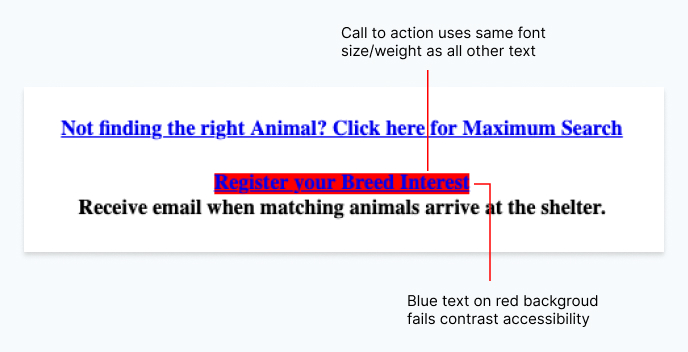 Call to action uses same font
size/weight as all other text
Not finding the right Animal? Click here for Maximum Search
Register your Breed Interest
Receive email when matching animals arrive at the shelter.
Blue text on red backgroud
fails contrast accessibility